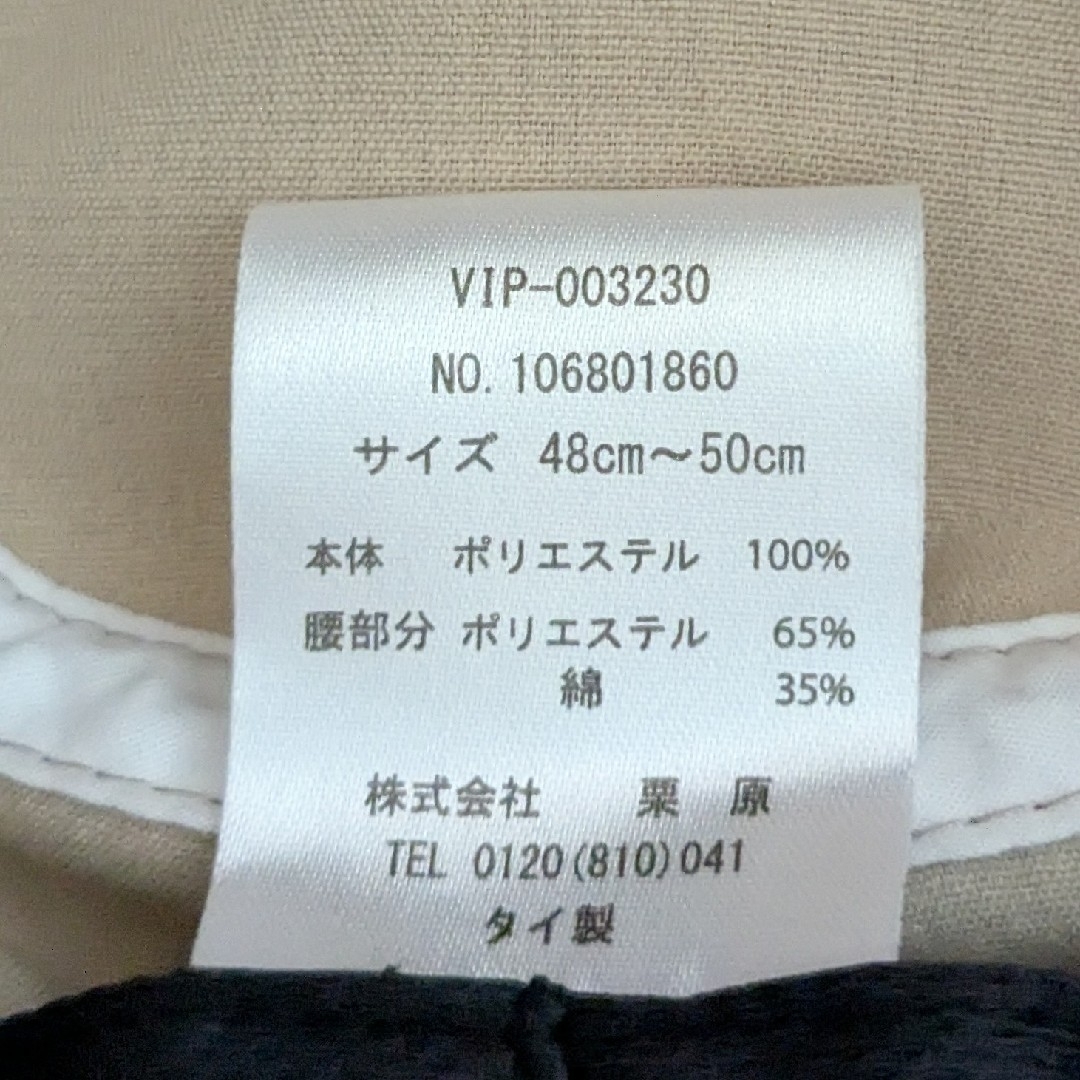 VIP-003230
NO. 106801860
サイズ 48cm～50cm
本体 ポリエステル 100%
腰部分 ポリエステル 65%
綿 35%
株式会社 粟原
TEL 0120(810)041
タイ製